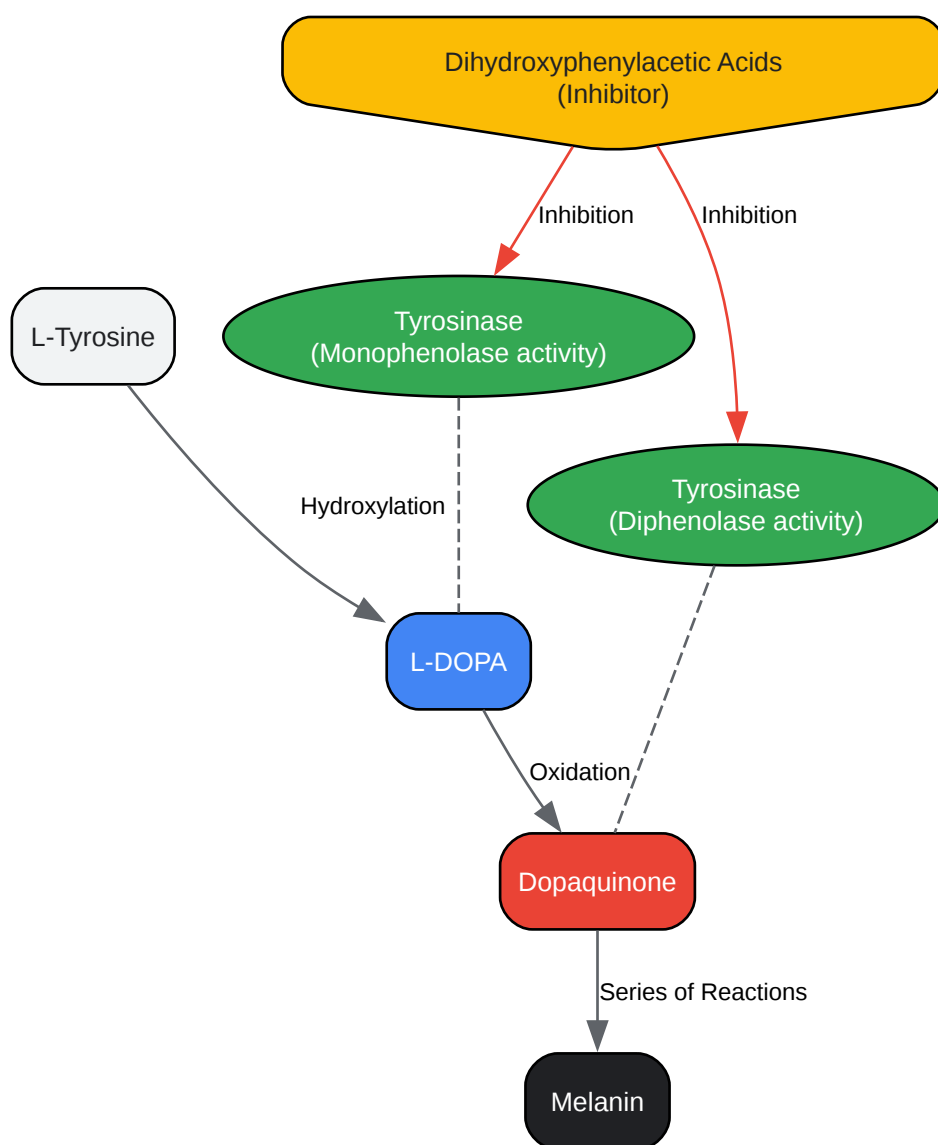 Dihydroxyphenylacetic Acids
(Inhibitor)
Inhibition
Inhibition
L-Tyrosine
Tyrosinase
(Monophenolase activity)
Hydroxylation
Tyrosinase
(Diphenolase activity)
L-DOPA
Oxidation
Dopaquinone
Series of Reactions
Melanin